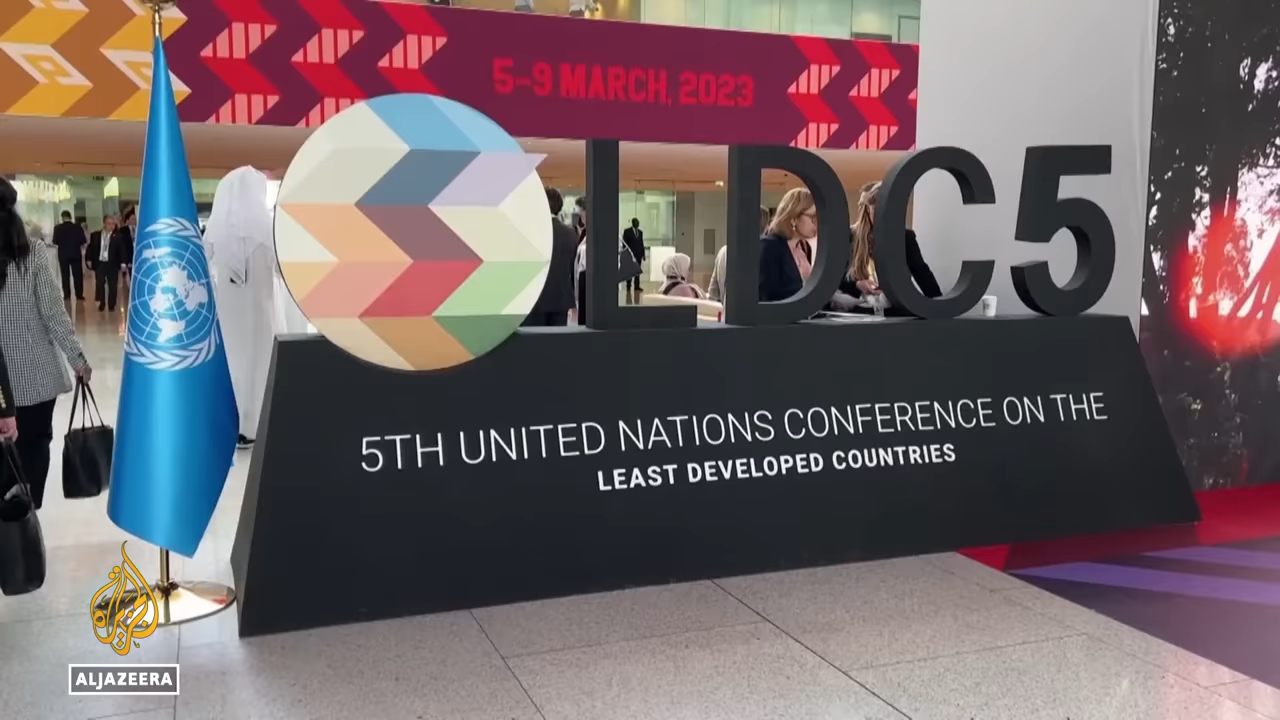 5-9 MARCH, 2023
LDC5
5TH UNITED NATIONS CONFERENCE ON THE
LEAST DEVELOPED COUNTRIES
الجزيرة
ALJAZEERA